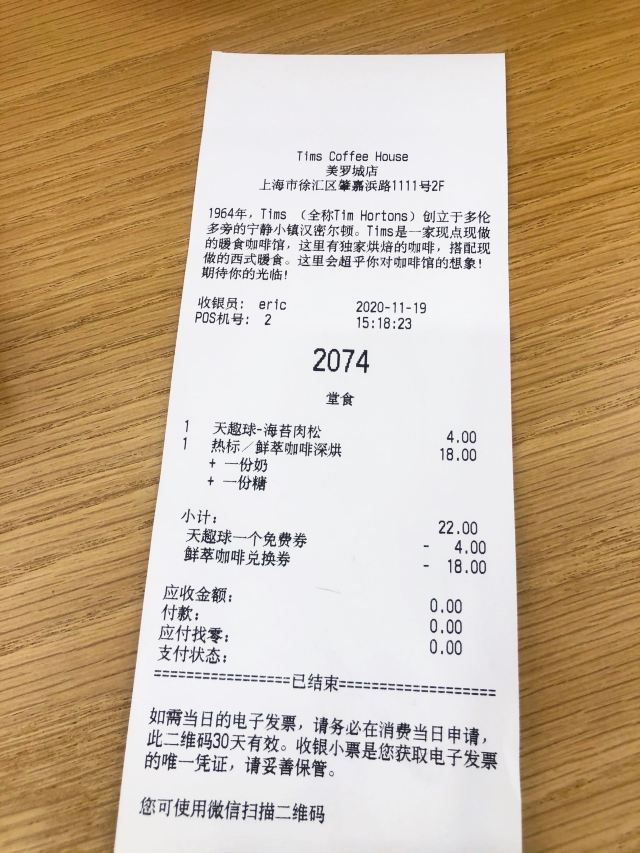 Tims Coffee House
美罗城店
上海市徐汇区肇嘉浜路1111号2F
1964年，Tims （全称Tim Hortons）创立于多伦
多旁的宁静小镇汉密尔顿。Tims是一家现点现做
的暖食咖啡馆，这里有独家烘焙的咖啡，搭配现
做的西式暖食。这里会超乎你对咖啡馆的想象！
期待你的光临！
收银员： eric 2020-11-19
POS机号： 2 15:18:23
2074
堂食
1 天趣球-海苔肉松 4.00
1 热标／鲜萃咖啡深烘 18.00
+ 一份奶
+ 一份糖
小计： 22.00
天趣球一个免费券 - 4.00
鲜萃咖啡兑换券 - 18.00
应收金额： 0.00
付款： 0.00
应付找零： 0.00
支付状态：
==================已结束====================
如需当日的电子发票，请务必在消费当日申请，
此二维码30天有效。收银小票是您获取电子发票
的唯一凭证，请妥善保管。
您可使用微信扫描二维码